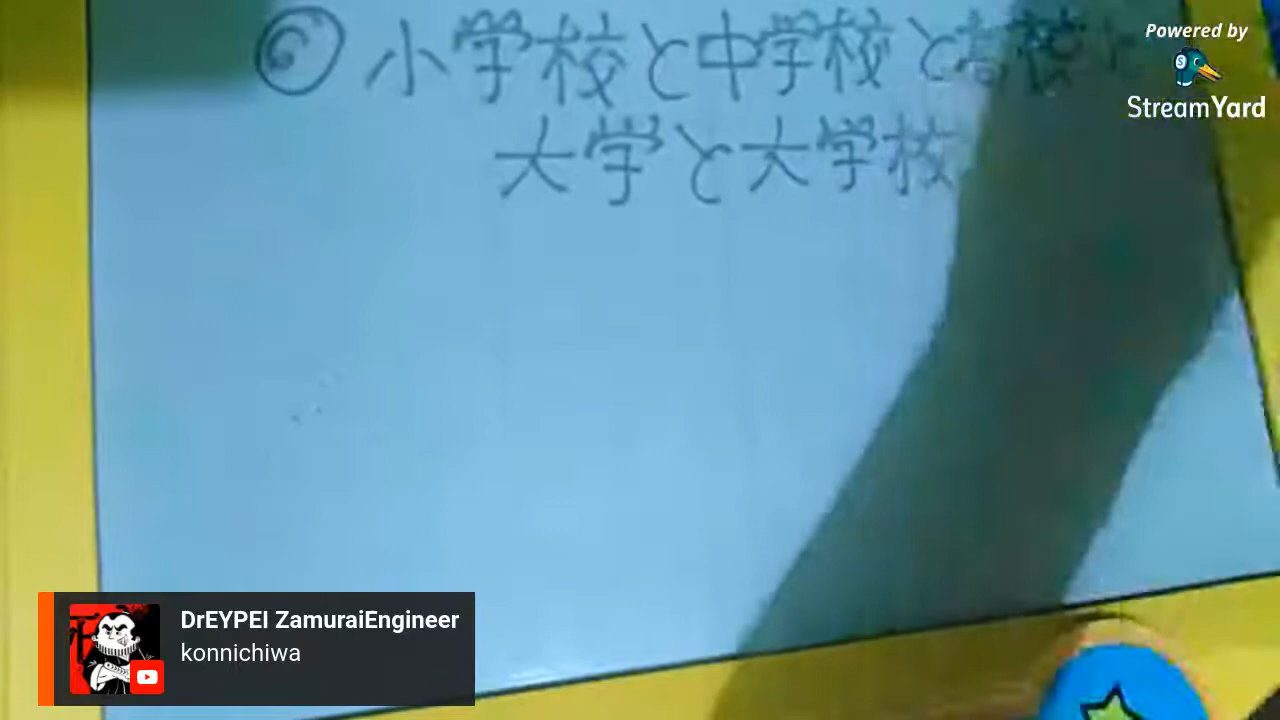 ⑥ 小学校と中学校と高校と
大学と大学校
Powered by
StreamYard
DrEYPEI ZamuraiEngineer
konnichiwa